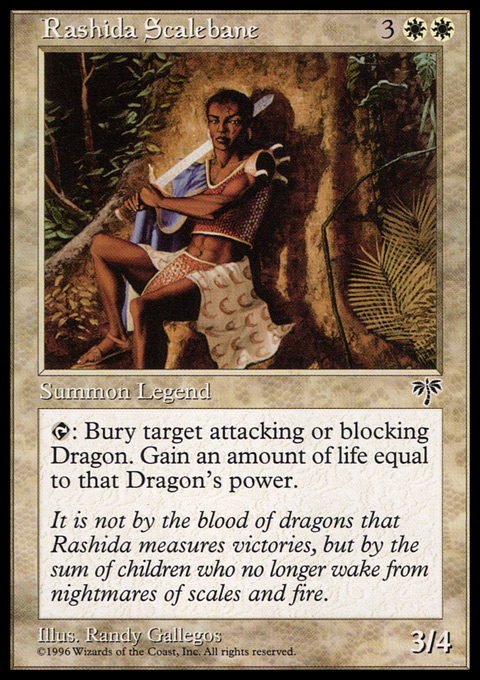 Rashida Scalebane 3
Summon Legend
: Bury target attacking or blocking
Dragon. Gain an amount of life equal
to that Dragon's power.
It is not by the blood of dragons that
Rashida measures victories, but by the
sum of children who no longer wake from
nightmares of scales and fire.
Illus. Randy Gallegos
©1996 Wizards of the Coast, Inc. All rights reserved.
3/4